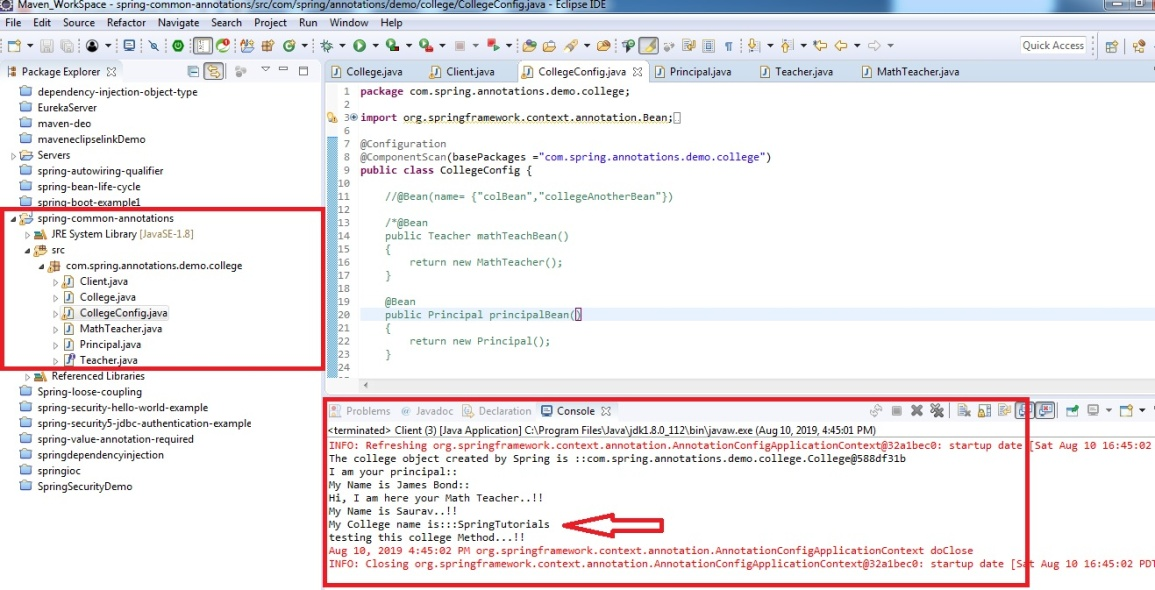 Maven_WorkSpace - spring-common-annotations/src/com/spring/annotations/demo/college/CollegeConfig.java - Eclipse IDE
File Edit Source Refactor Navigate Search Project Run Window Help
Quick Access
Package Explorer
dependency-injection-object-type
EurekaServer
maven-deo
maveneclipselinkDemo
Servers
spring-autowiring-qualifier
spring-bean-life-cycle
spring-boot-example1
spring-common-annotations
JRE System Library [JavaSE-1.8]
src
com.spring.annotations.demo.college
Client.java
College.java
CollegeConfig.java
MathTeacher.java
Principal.java
Teacher.java
Referenced Libraries
Spring-loose-coupling
spring-security-hello-world-example
spring-security5-jdbc-authentication-example
spring-value-annotation-required
springdependencyinjection
springioc
SpringSecurityDemo
College.java Client.java CollegeConfig.java Principal.java Teacher.java MathTeacher.java
1 package com.spring.annotations.demo.college;
2
3 import org.springframework.context.annotation.Bean;
6
7 @Configuration
8 @ComponentScan(basePackages ="com.spring.annotations.demo.college")
9 public class CollegeConfig {
10
11 //@Bean(name= {"colBean","collegeAnotherBean"})
12
13 /*@Bean
14 public Teacher mathTeachBean()
15 {
16 return new MathTeacher();
17 }
18
19 @Bean
20 public Principal principalBean()
21 {
22 return new Principal();
23 }
24
Problems @ Javadoc Declaration Console
<terminated> Client (3) [Java Application] C:\Program Files\Java\jdk1.8.0_112\bin\javaw.exe (Aug 10, 2019, 4:45:01 PM)
INFO: Refreshing org.springframework.context.annotation.AnnotationConfigApplicationContext@32a1bec0: startup date [Sat Aug 10 16:45:02
The college object created by Spring is ::com.spring.annotations.demo.college.College@588df31b
I am your principal::
My Name is James Bond::
Hi, I am here your Math Teacher..!!
My Name is Saurav..!!
My College name is:::SpringTutorials
testing this college Method...!!
Aug 10, 2019 4:45:02 PM org.springframework.context.annotation.AnnotationConfigApplicationContext doClose
INFO: Closing org.springframework.context.annotation.AnnotationConfigApplicationContext@32a1bec0: startup date [Sat Aug 10 16:45:02 PDT